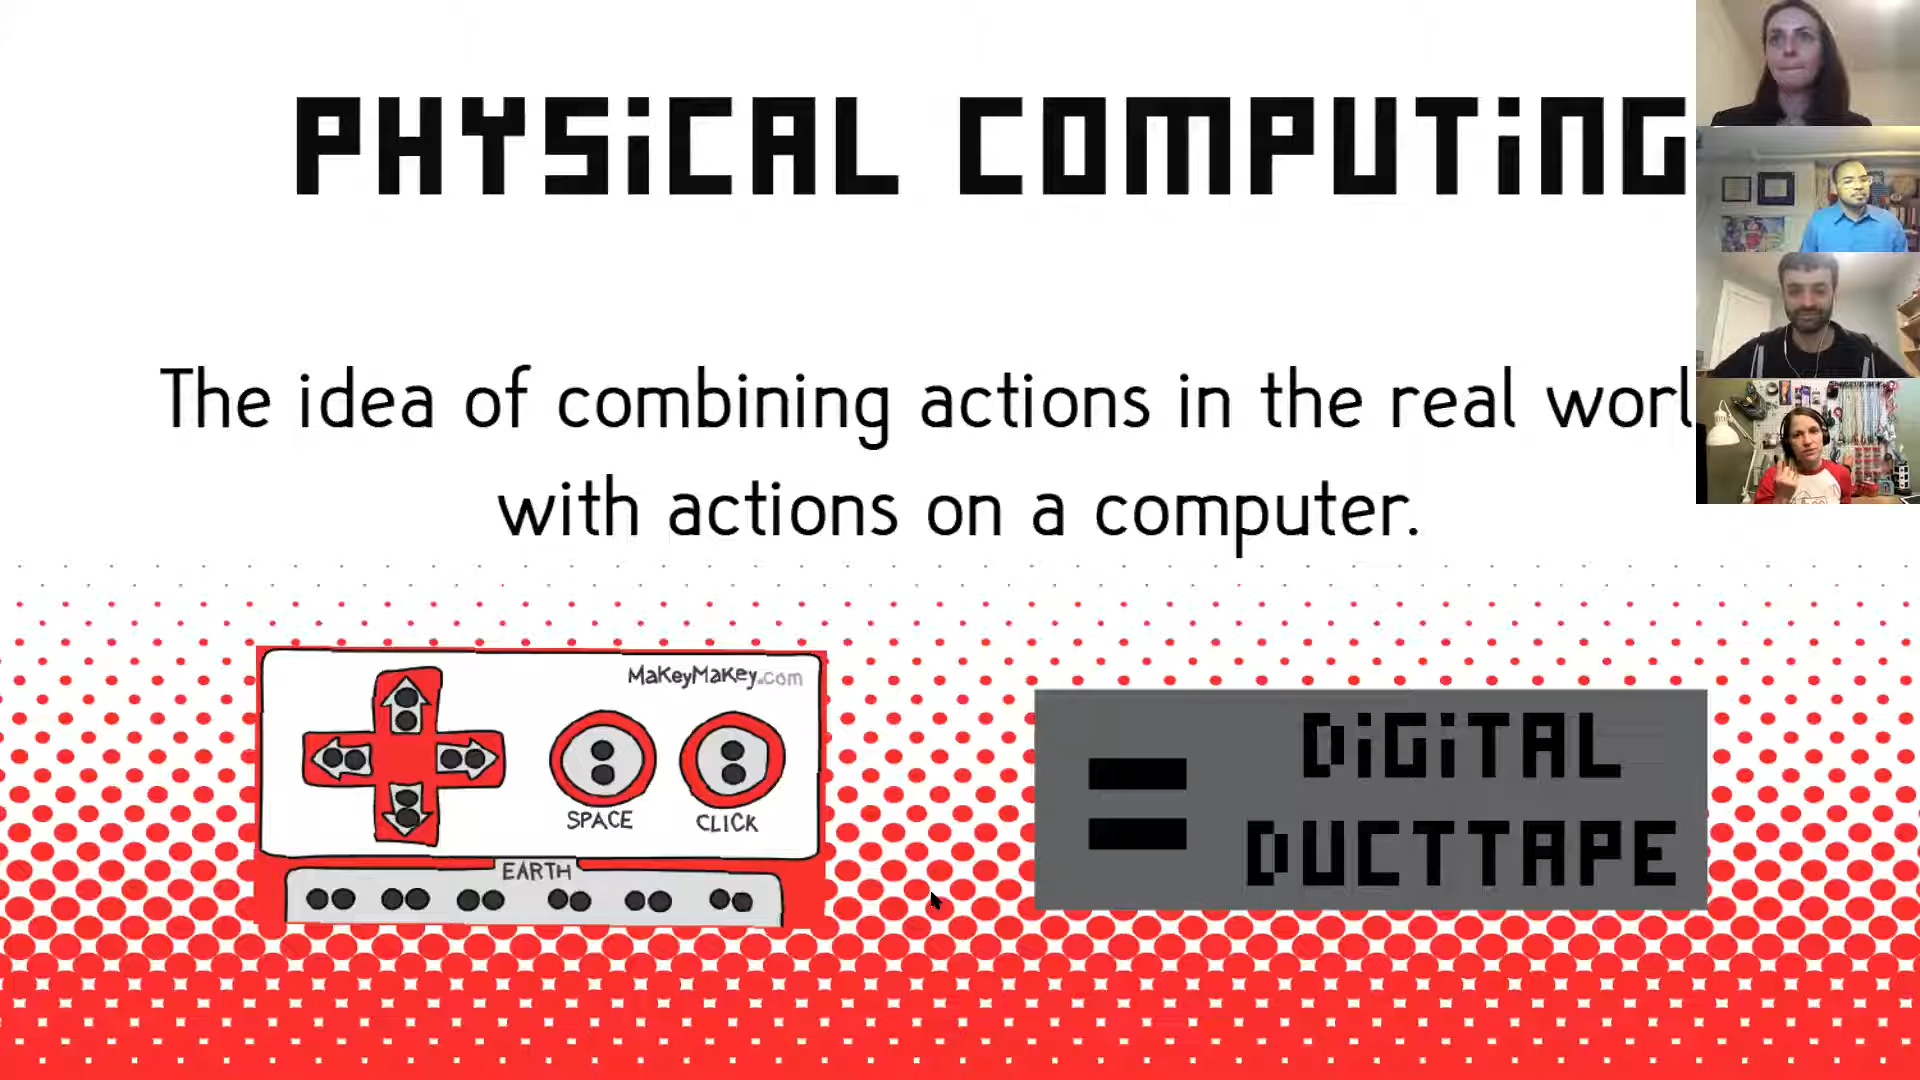 PHYSiCAL COMPUTiNG
The idea of combining actions in the real worl
with actions on a computer.
MaKeyMaKey.com
SPACE
CLICK
EARTH
= DiGiTAL
DUCTTAPE